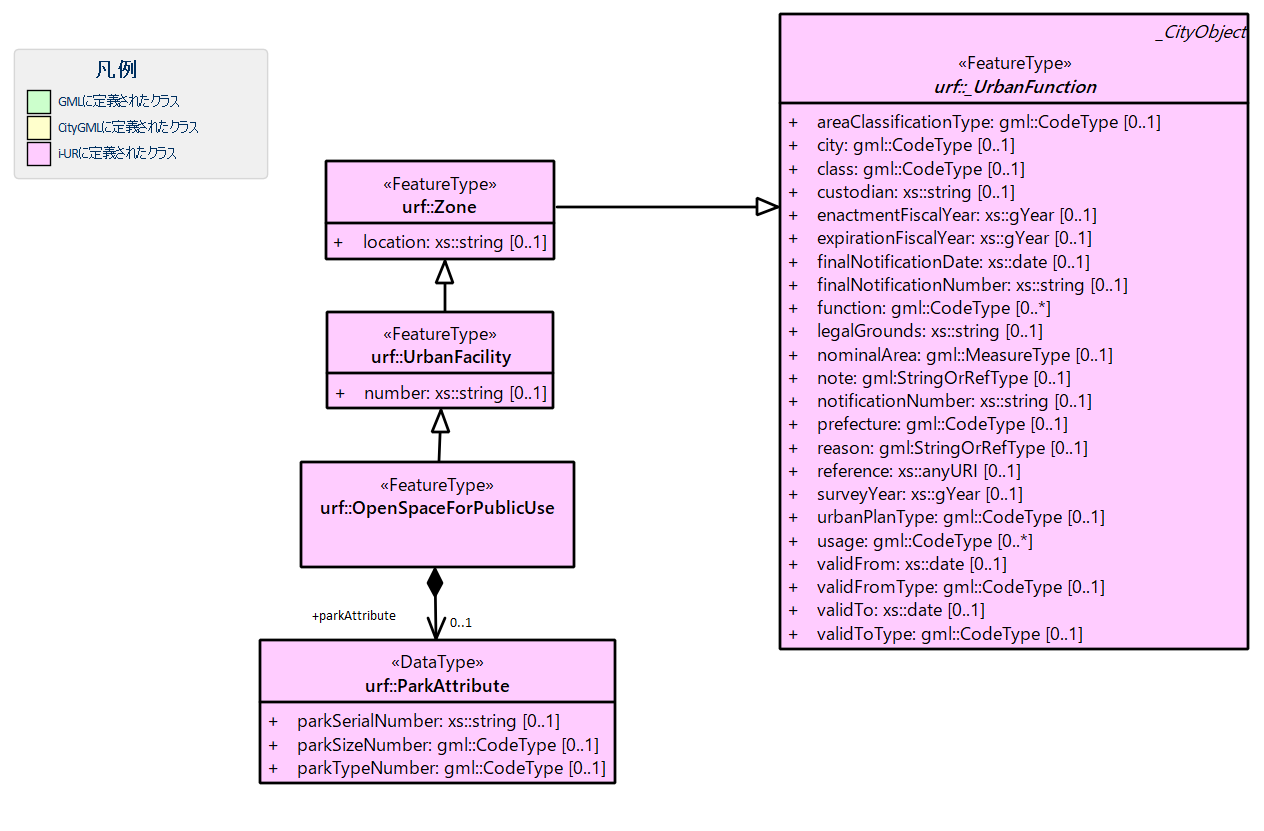 凡例
GMLに定義されたクラス
CityGMLに定義されたクラス
i-URに定義されたクラス
«FeatureType»
urf::Zone
+ location: xs::string [0..1]
«FeatureType»
urf::UrbanFacility
+ number: xs::string [0..1]
«FeatureType»
urf::OpenSpaceForPublicUse
+parkAttribute
0..1
«DataType»
urf::ParkAttribute
+ parkSerialNumber: xs::string [0..1]
+ parkSizeNumber: gml::CodeType [0..1]
+ parkTypeNumber: gml::CodeType [0..1]
_CityObject
«FeatureType»
urf::_UrbanFunction
+ areaClassificationType: gml::CodeType [0..1]
+ city: gml::CodeType [0..1]
+ class: gml::CodeType [0..1]
+ custodian: xs::string [0..1]
+ enactmentFiscalYear: xs::gYear [0..1]
+ expirationFiscalYear: xs::gYear [0..1]
+ finalNotificationDate: xs::date [0..1]
+ finalNotificationNumber: xs::string [0..1]
+ function: gml::CodeType [0..*]
+ legalGrounds: xs::string [0..1]
+ nominalArea: gml::MeasureType [0..1]
+ note: gml:StringOrRefType [0..1]
+ notificationNumber: xs::string [0..1]
+ prefecture: gml::CodeType [0..1]
+ reason: gml:StringOrRefType [0..1]
+ reference: xs::anyURI [0..1]
+ surveyYear: xs::gYear [0..1]
+ urbanPlanType: gml::CodeType [0..1]
+ usage: gml::CodeType [0..*]
+ validFrom: xs::date [0..1]
+ validFromType: gml::CodeType [0..1]
+ validTo: xs::date [0..1]
+ validToType: gml::CodeType [0..1]